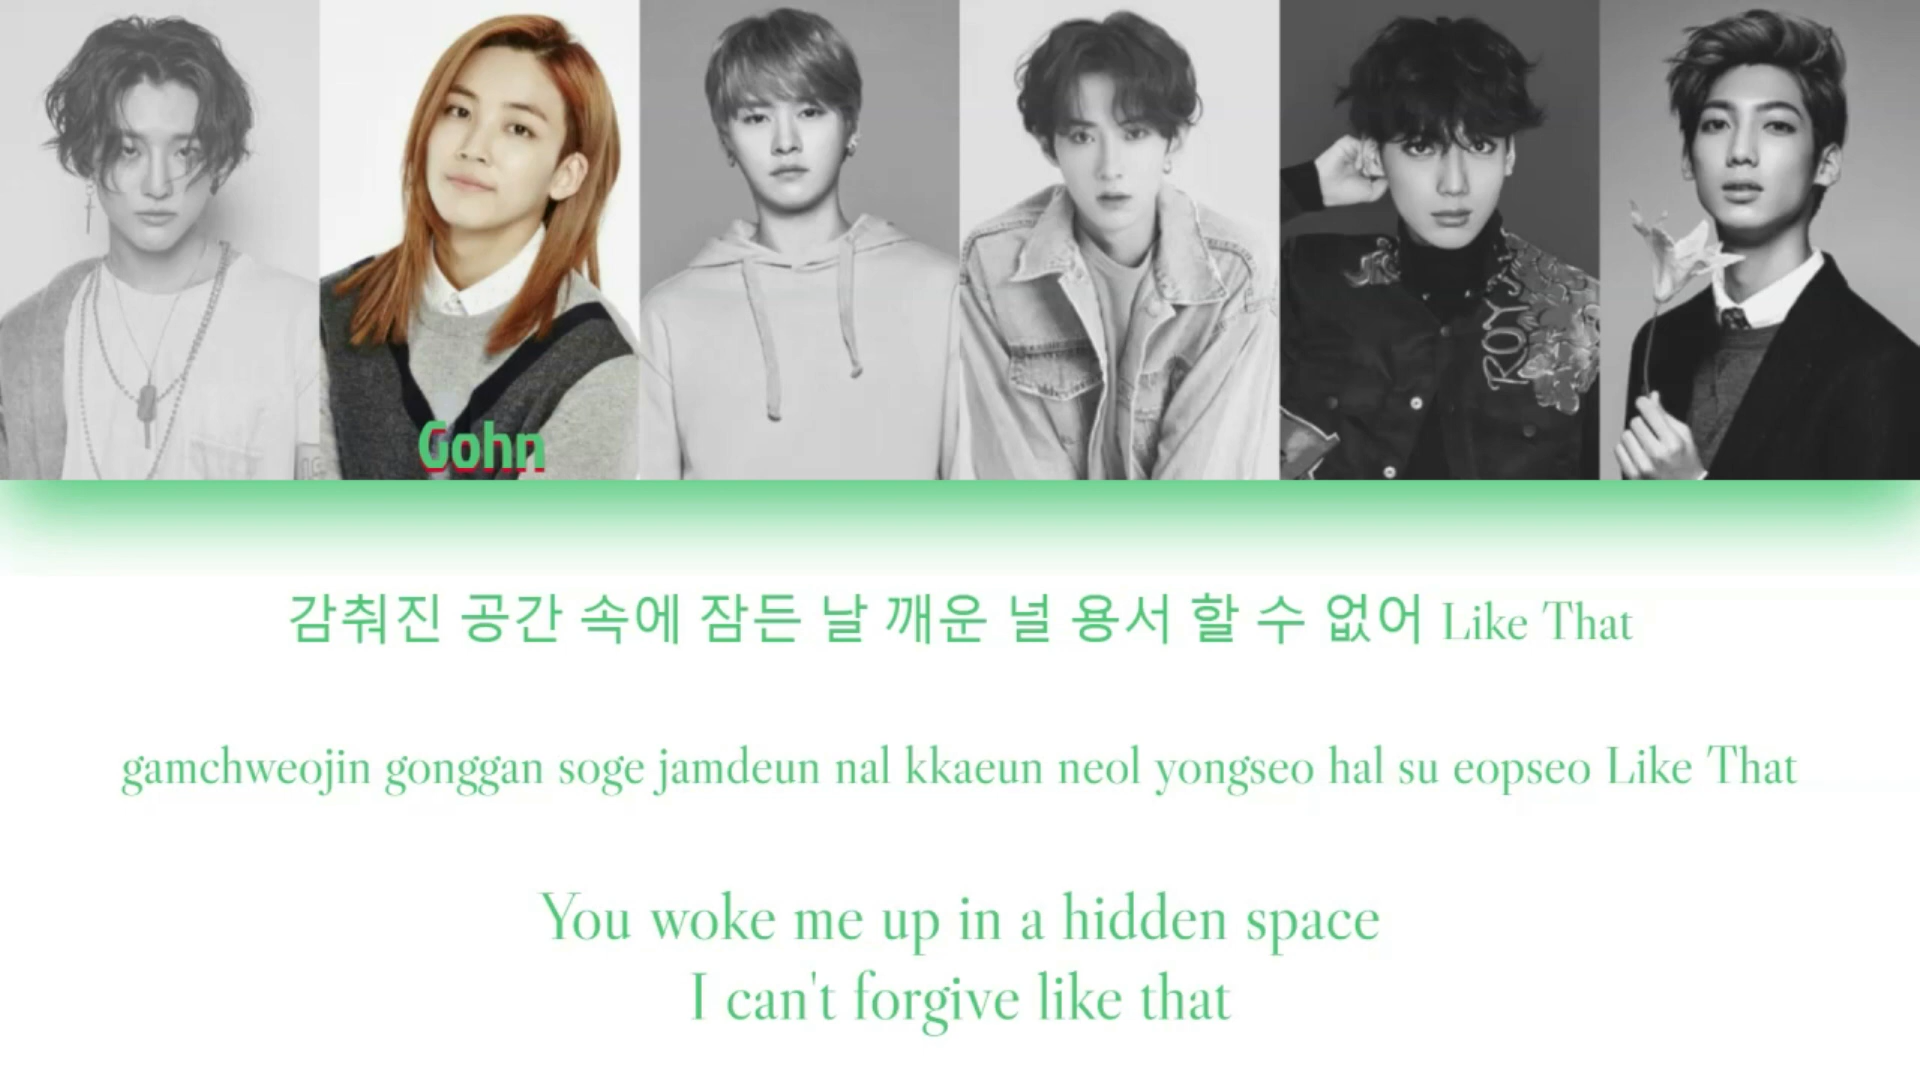 ROY
Gohn
감춰진 공간 속에 잠든 날 깨운 널 용서 할 수 없어 Like That
gamchweojin gonggan soge jamdeun nal kkaeun neol yongseo hal su eopseo Like That
You woke me up in a hidden space
I can't forgive like that